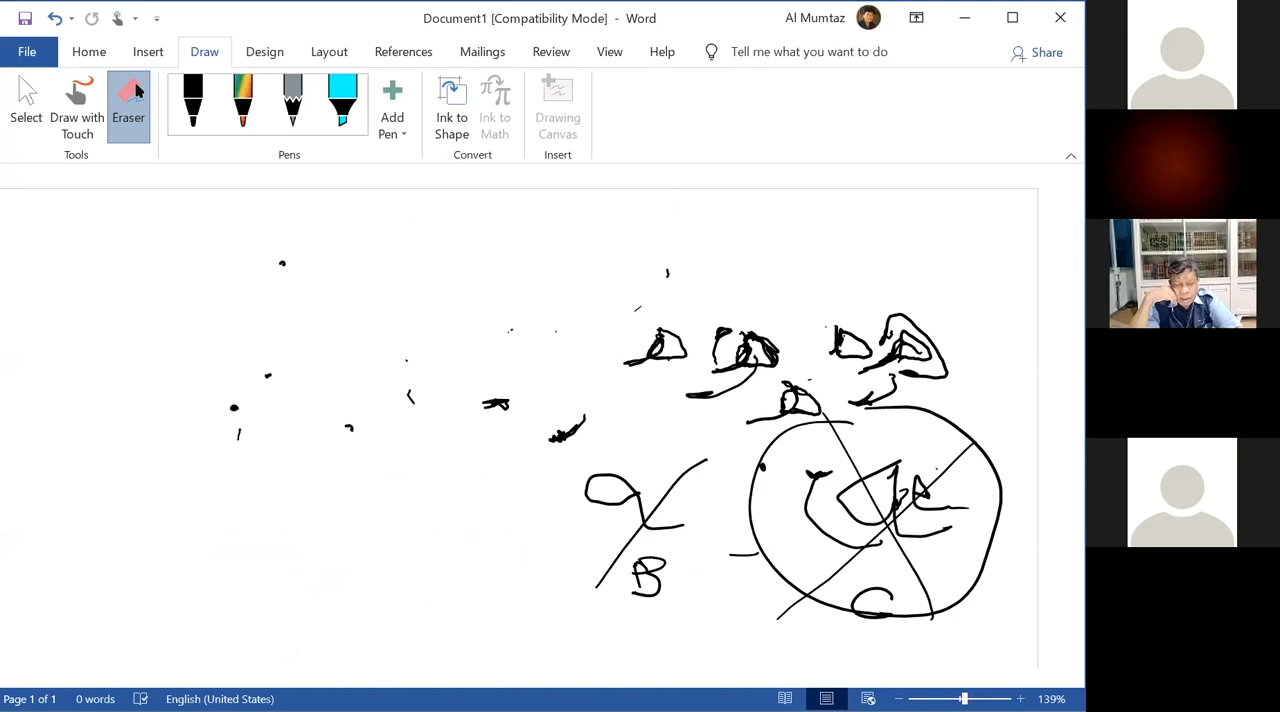 Document1 [Compatibility Mode] - Word
Al Mumtaz
File Home Insert Draw Design Layout References Mailings Review View Help Tell me what you want to do Share
Select
Draw with Touch
Eraser
Add Pen
Ink to Shape
Ink to Math
Drawing Canvas
Tools Pens Convert Insert
B
C
Page 1 of 1 0 words English (United States) 139%